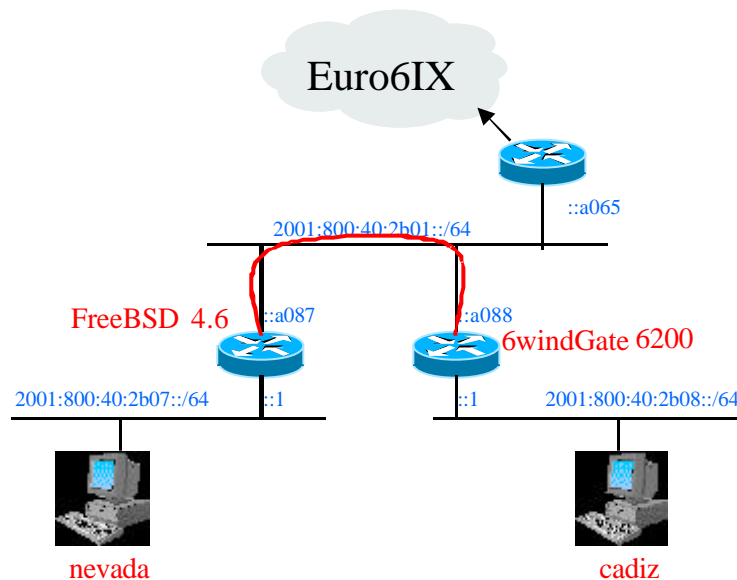 Euro6IX
::a065
2001:800:40:2b01::/64
FreeBSD 4.6
::a087
::a088
6windGate 6200
2001:800:40:2b07::/64
::1
::1
2001:800:40:2b08::/64
nevada
cadiz